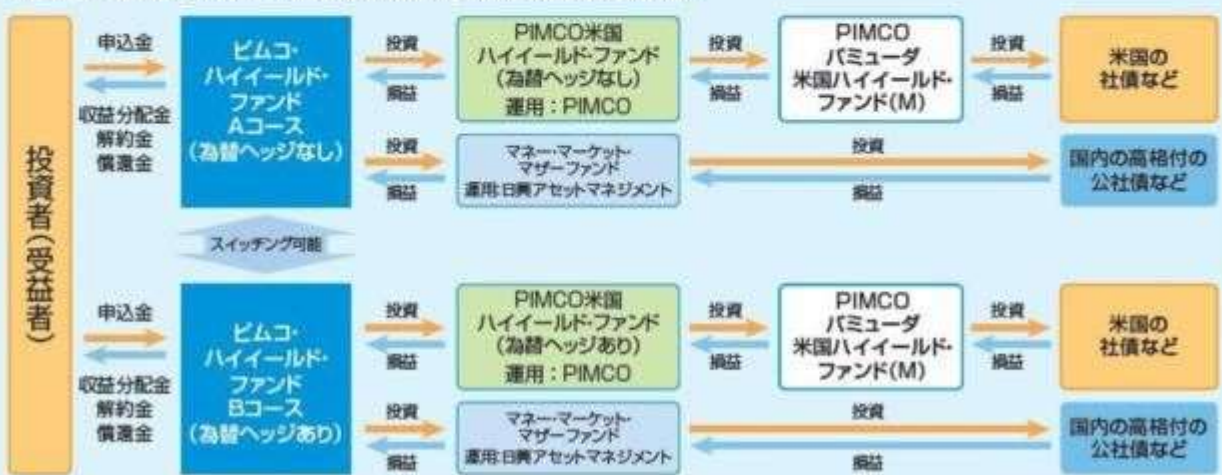 投資者(受益者)
申込金
収益分配金
解約金
償還金
ピムコ・
ハイイールド・
ファンド
Aコース
(為替ヘッジなし)
投資
損益
PIMCO米国
ハイイールド・ファンド
(為替ヘッジなし)
運用：PIMCO
投資
損益
PIMCO
バミューダ
米国ハイイールド・
ファンド(M)
投資
損益
米国の
社債など
投資
損益
マネー・マーケット・
マザーファンド
運用:日興アセットマネジメント
投資
損益
国内の高格付の
公社債など
スイッチング可能
申込金
収益分配金
解約金
償還金
ピムコ・
ハイイールド・
ファンド
Bコース
(為替ヘッジあり)
投資
損益
PIMCO米国
ハイイールド・ファンド
(為替ヘッジあり)
運用：PIMCO
投資
損益
PIMCO
バミューダ
米国ハイイールド・
ファンド(M)
投資
損益
米国の
社債など
投資
損益
マネー・マーケット・
マザーファンド
運用:日興アセットマネジメント
投資
損益
国内の高格付の
公社債など